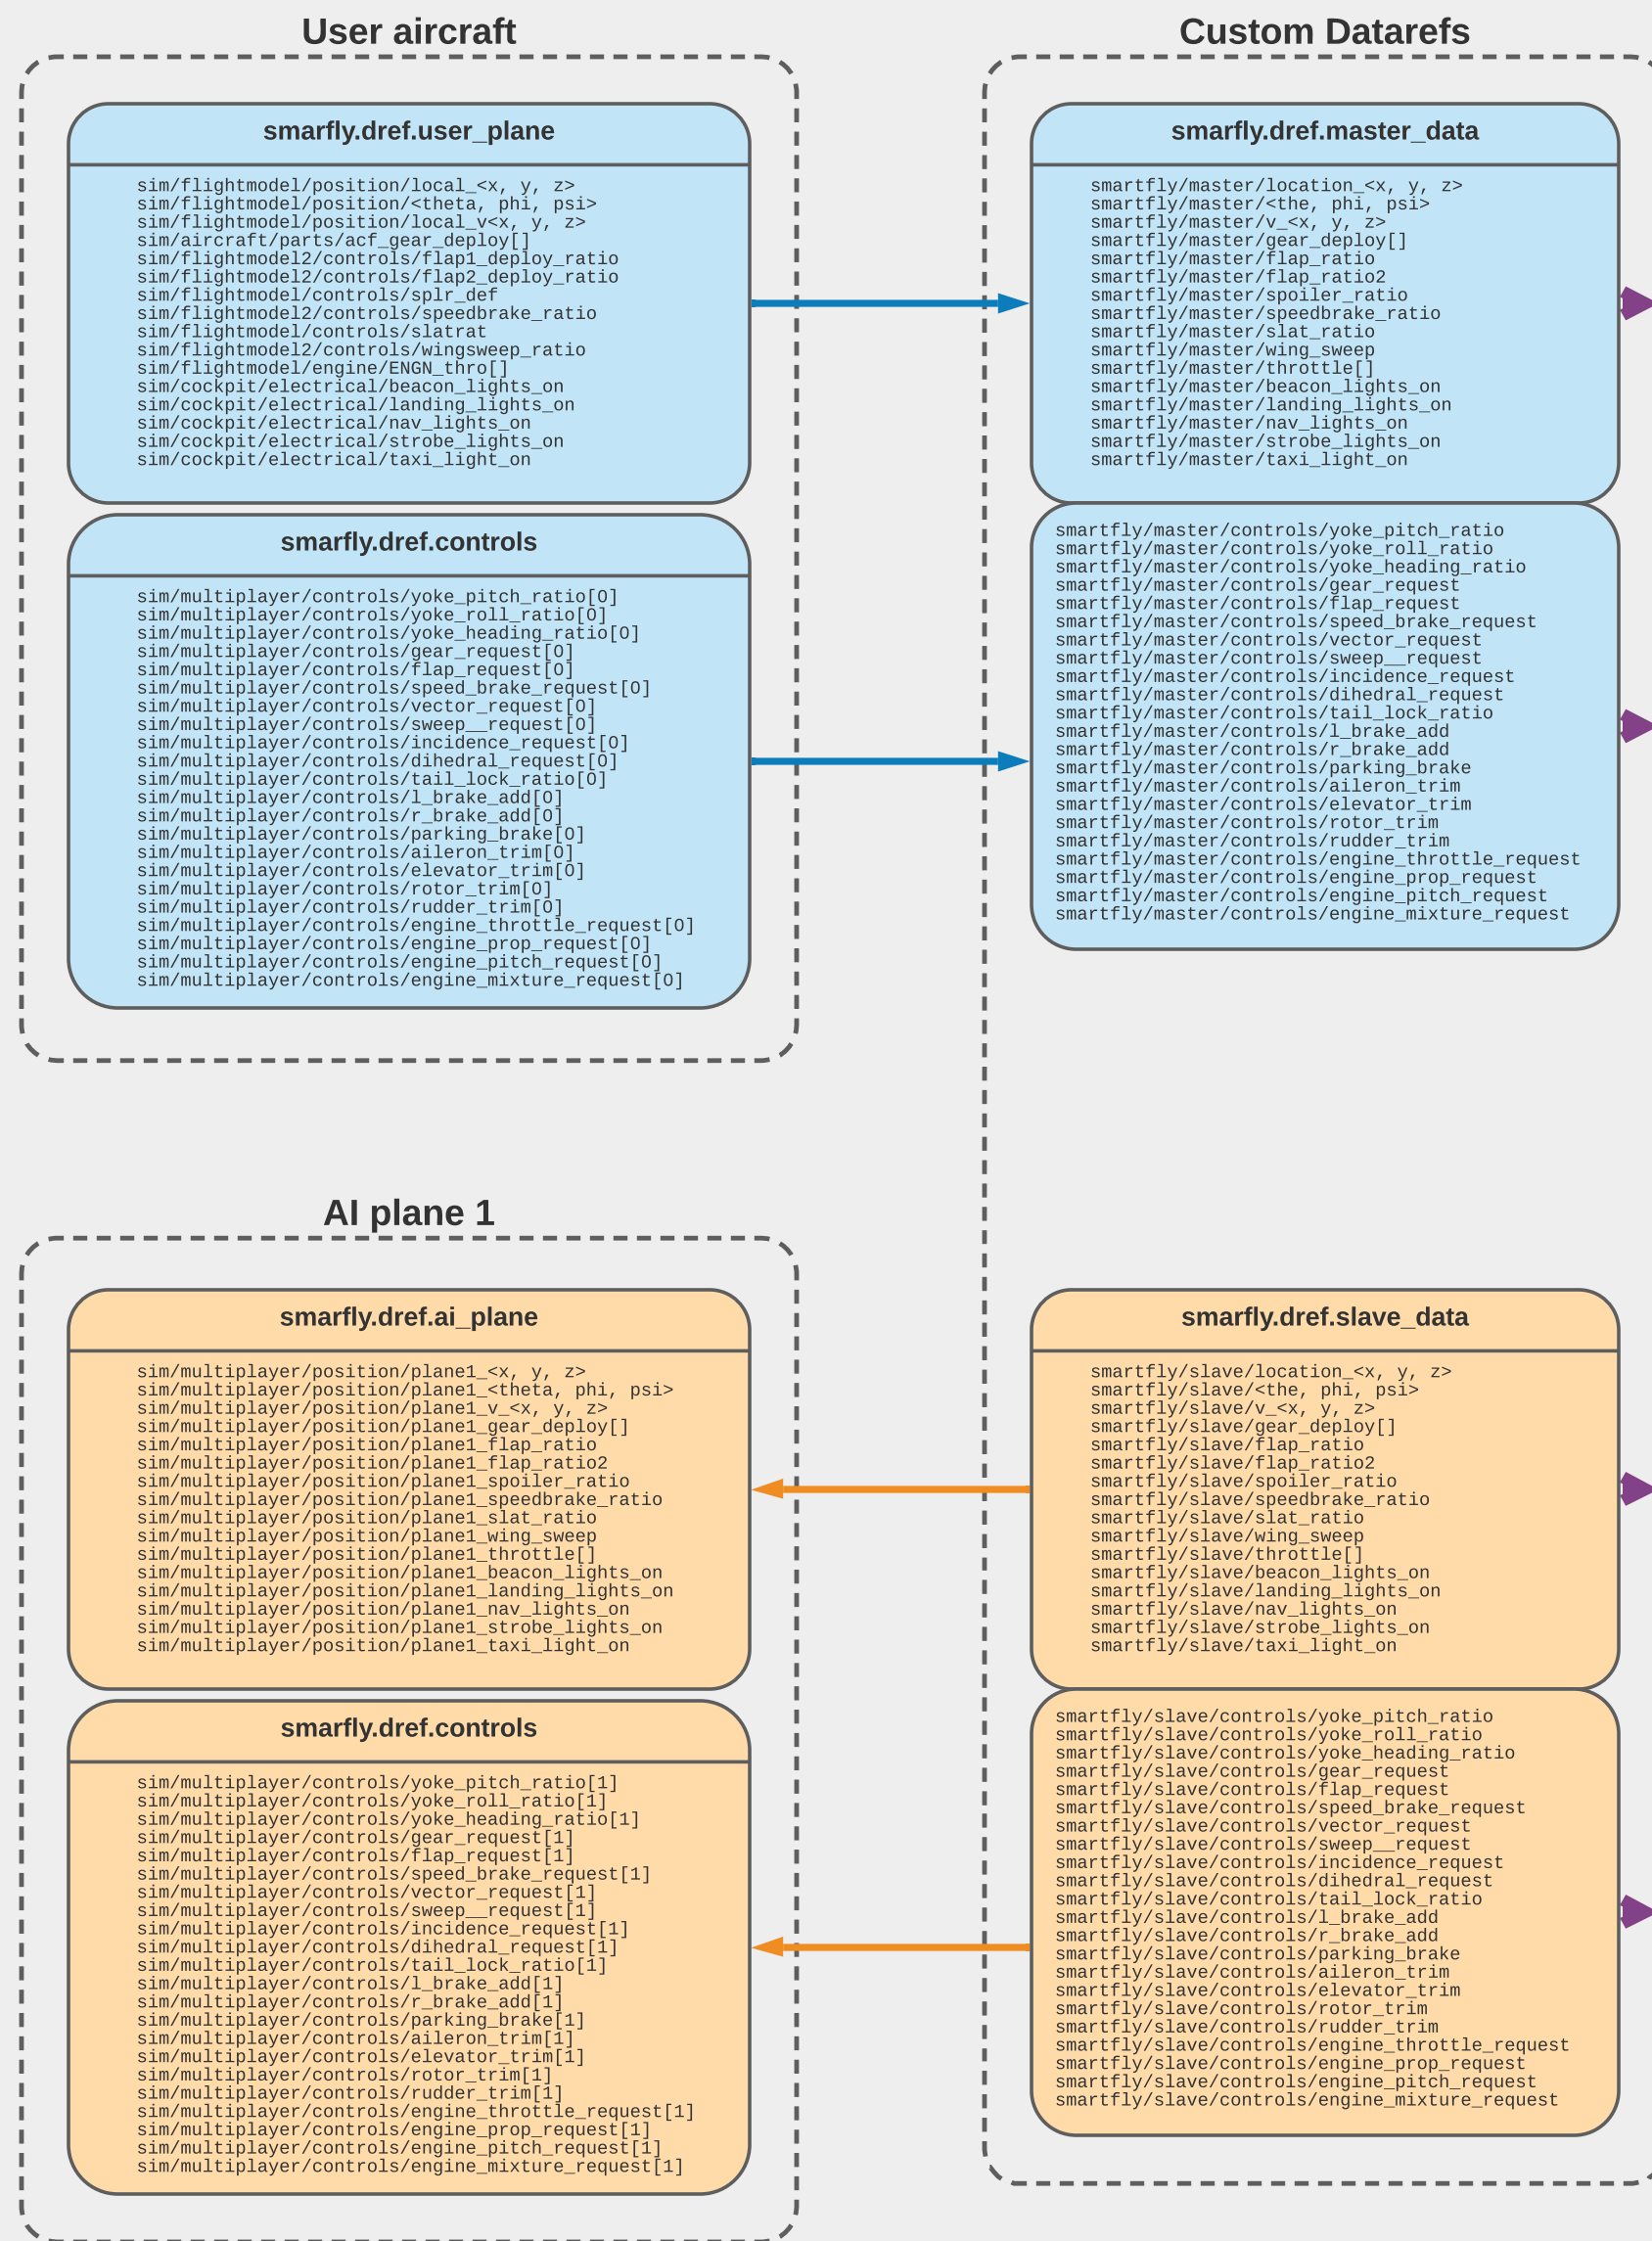 User aircraft
smarfly.dref.user_plane
sim/flightmodel/position/local_<x, y, z>
sim/flightmodel/position/<theta, phi, psi>
sim/flightmodel/position/local_v<x, y, z>
sim/aircraft/parts/acf_gear_deploy[]
sim/flightmodel2/controls/flap1_deploy_ratio
sim/flightmodel2/controls/flap2_deploy_ratio
sim/flightmodel/controls/splr_def
sim/flightmodel2/controls/speedbrake_ratio
sim/flightmodel/controls/slatrat
sim/flightmodel2/controls/wingsweep_ratio
sim/flightmodel/engine/ENGN_thro[]
sim/cockpit/electrical/beacon_lights_on
sim/cockpit/electrical/landing_lights_on
sim/cockpit/electrical/nav_lights_on
sim/cockpit/electrical/strobe_lights_on
sim/cockpit/electrical/taxi_light_on
smarfly.dref.controls
sim/multiplayer/controls/yoke_pitch_ratio[0]
sim/multiplayer/controls/yoke_roll_ratio[0]
sim/multiplayer/controls/yoke_heading_ratio[0]
sim/multiplayer/controls/gear_request[0]
sim/multiplayer/controls/flap_request[0]
sim/multiplayer/controls/speed_brake_request[0]
sim/multiplayer/controls/vector_request[0]
sim/multiplayer/controls/sweep__request[0]
sim/multiplayer/controls/incidence_request[0]
sim/multiplayer/controls/dihedral_request[0]
sim/multiplayer/controls/tail_lock_ratio[0]
sim/multiplayer/controls/l_brake_add[0]
sim/multiplayer/controls/r_brake_add[0]
sim/multiplayer/controls/parking_brake[0]
sim/multiplayer/controls/aileron_trim[0]
sim/multiplayer/controls/elevator_trim[0]
sim/multiplayer/controls/rotor_trim[0]
sim/multiplayer/controls/rudder_trim[0]
sim/multiplayer/controls/engine_throttle_request[0]
sim/multiplayer/controls/engine_prop_request[0]
sim/multiplayer/controls/engine_pitch_request[0]
sim/multiplayer/controls/engine_mixture_request[0]
Custom Datarefs
smarfly.dref.master_data
smartfly/master/location_<x, y, z>
smartfly/master/<the, phi, psi>
smartfly/master/v_<x, y, z>
smartfly/master/gear_deploy[]
smartfly/master/flap_ratio
smartfly/master/flap_ratio2
smartfly/master/spoiler_ratio
smartfly/master/speedbrake_ratio
smartfly/master/slat_ratio
smartfly/master/wing_sweep
smartfly/master/throttle[]
smartfly/master/beacon_lights_on
smartfly/master/landing_lights_on
smartfly/master/nav_lights_on
smartfly/master/strobe_lights_on
smartfly/master/taxi_light_on
smartfly/master/controls/yoke_pitch_ratio
smartfly/master/controls/yoke_roll_ratio
smartfly/master/controls/yoke_heading_ratio
smartfly/master/controls/gear_request
smartfly/master/controls/flap_request
smartfly/master/controls/speed_brake_request
smartfly/master/controls/vector_request
smartfly/master/controls/sweep__request
smartfly/master/controls/incidence_request
smartfly/master/controls/dihedral_request
smartfly/master/controls/tail_lock_ratio
smartfly/master/controls/l_brake_add
smartfly/master/controls/r_brake_add
smartfly/master/controls/parking_brake
smartfly/master/controls/aileron_trim
smartfly/master/controls/elevator_trim
smartfly/master/controls/rotor_trim
smartfly/master/controls/rudder_trim
smartfly/master/controls/engine_throttle_request
smartfly/master/controls/engine_prop_request
smartfly/master/controls/engine_pitch_request
smartfly/master/controls/engine_mixture_request
AI plane 1
smarfly.dref.ai_plane
sim/multiplayer/position/plane1_<x, y, z>
sim/multiplayer/position/plane1_<theta, phi, psi>
sim/multiplayer/position/plane1_v_<x, y, z>
sim/multiplayer/position/plane1_gear_deploy[]
sim/multiplayer/position/plane1_flap_ratio
sim/multiplayer/position/plane1_flap_ratio2
sim/multiplayer/position/plane1_spoiler_ratio
sim/multiplayer/position/plane1_speedbrake_ratio
sim/multiplayer/position/plane1_slat_ratio
sim/multiplayer/position/plane1_wing_sweep
sim/multiplayer/position/plane1_throttle[]
sim/multiplayer/position/plane1_beacon_lights_on
sim/multiplayer/position/plane1_landing_lights_on
sim/multiplayer/position/plane1_nav_lights_on
sim/multiplayer/position/plane1_strobe_lights_on
sim/multiplayer/position/plane1_taxi_light_on
smarfly.dref.controls
sim/multiplayer/controls/yoke_pitch_ratio[1]
sim/multiplayer/controls/yoke_roll_ratio[1]
sim/multiplayer/controls/yoke_heading_ratio[1]
sim/multiplayer/controls/gear_request[1]
sim/multiplayer/controls/flap_request[1]
sim/multiplayer/controls/speed_brake_request[1]
sim/multiplayer/controls/vector_request[1]
sim/multiplayer/controls/sweep__request[1]
sim/multiplayer/controls/incidence_request[1]
sim/multiplayer/controls/dihedral_request[1]
sim/multiplayer/controls/tail_lock_ratio[1]
sim/multiplayer/controls/l_brake_add[1]
sim/multiplayer/controls/r_brake_add[1]
sim/multiplayer/controls/parking_brake[1]
sim/multiplayer/controls/aileron_trim[1]
sim/multiplayer/controls/elevator_trim[1]
sim/multiplayer/controls/rotor_trim[1]
sim/multiplayer/controls/rudder_trim[1]
sim/multiplayer/controls/engine_throttle_request[1]
sim/multiplayer/controls/engine_prop_request[1]
sim/multiplayer/controls/engine_pitch_request[1]
sim/multiplayer/controls/engine_mixture_request[1]
smarfly.dref.slave_data
smartfly/slave/location_<x, y, z>
smartfly/slave/<the, phi, psi>
smartfly/slave/v_<x, y, z>
smartfly/slave/gear_deploy[]
smartfly/slave/flap_ratio
smartfly/slave/flap_ratio2
smartfly/slave/spoiler_ratio
smartfly/slave/speedbrake_ratio
smartfly/slave/slat_ratio
smartfly/slave/wing_sweep
smartfly/slave/throttle[]
smartfly/slave/beacon_lights_on
smartfly/slave/landing_lights_on
smartfly/slave/nav_lights_on
smartfly/slave/strobe_lights_on
smartfly/slave/taxi_light_on
smartfly/slave/controls/yoke_pitch_ratio
smartfly/slave/controls/yoke_roll_ratio
smartfly/slave/controls/yoke_heading_ratio
smartfly/slave/controls/gear_request
smartfly/slave/controls/flap_request
smartfly/slave/controls/speed_brake_request
smartfly/slave/controls/vector_request
smartfly/slave/controls/sweep__request
smartfly/slave/controls/incidence_request
smartfly/slave/controls/dihedral_request
smartfly/slave/controls/tail_lock_ratio
smartfly/slave/controls/l_brake_add
smartfly/slave/controls/r_brake_add
smartfly/slave/controls/parking_brake
smartfly/slave/controls/aileron_trim
smartfly/slave/controls/elevator_trim
smartfly/slave/controls/rotor_trim
smartfly/slave/controls/rudder_trim
smartfly/slave/controls/engine_throttle_request
smartfly/slave/controls/engine_prop_request
smartfly/slave/controls/engine_pitch_request
smartfly/slave/controls/engine_mixture_request